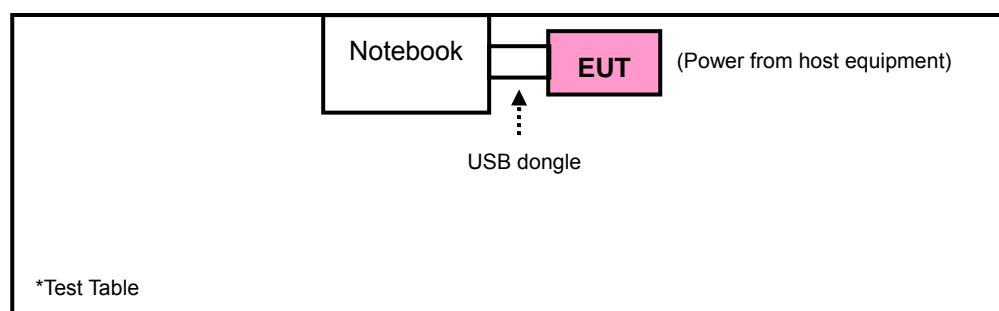 Notebook
EUT
(Power from host equipment)
USB dongle
*Test Table